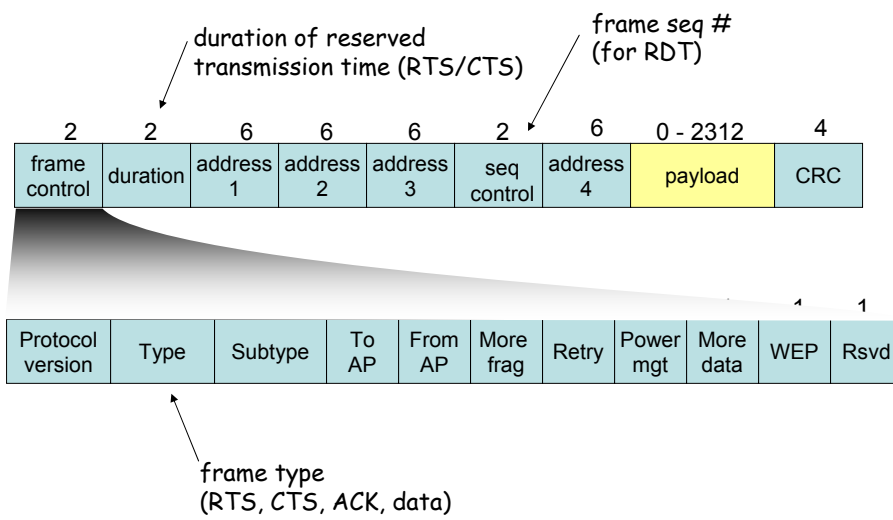 duration of reserved
transmission time (RTS/CTS)
frame seq #
(for RDT)
2 2 6 6 6 2 6 0 - 2312 4
frame control
duration
address 1
address 2
address 3
seq control
address 4
payload
CRC
1 1
Protocol version
Type
Subtype
To AP
From AP
More frag
Retry
Power mgt
More data
WEP
Rsvd
frame type
(RTS, CTS, ACK, data)